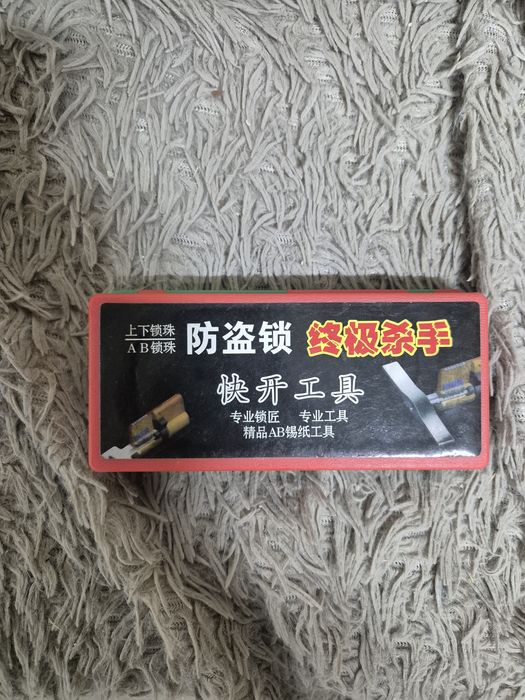 上下锁珠
AB锁珠
防盗锁 终极杀手
快开工具
专业锁匠 专业工具
精品AB锡纸工具